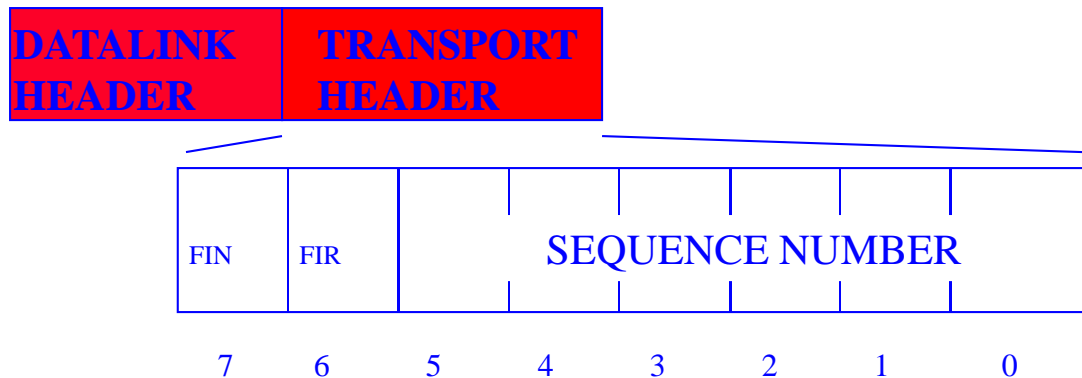 DATALINK TRANSPORT
HEADER HEADER
FIN FIR SEQUENCE NUMBER
7 6 5 4 3 2 1 0